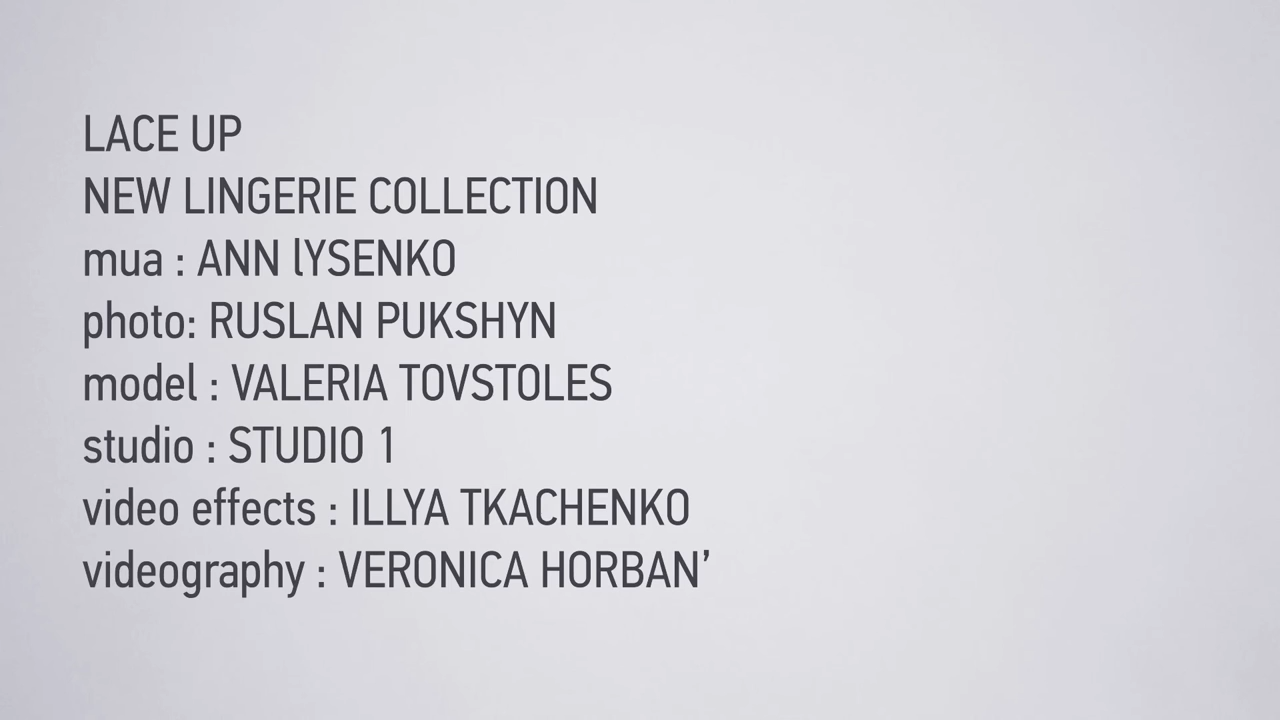 LACE UP
NEW LINGERIE COLLECTION
mua : ANN lYSENKO
photo: RUSLAN PUKSHYN
model : VALERIA TOVSTOLES
studio : STUDIO 1
video effects : ILLYA TKACHENKO
videography : VERONICA HORBAN’